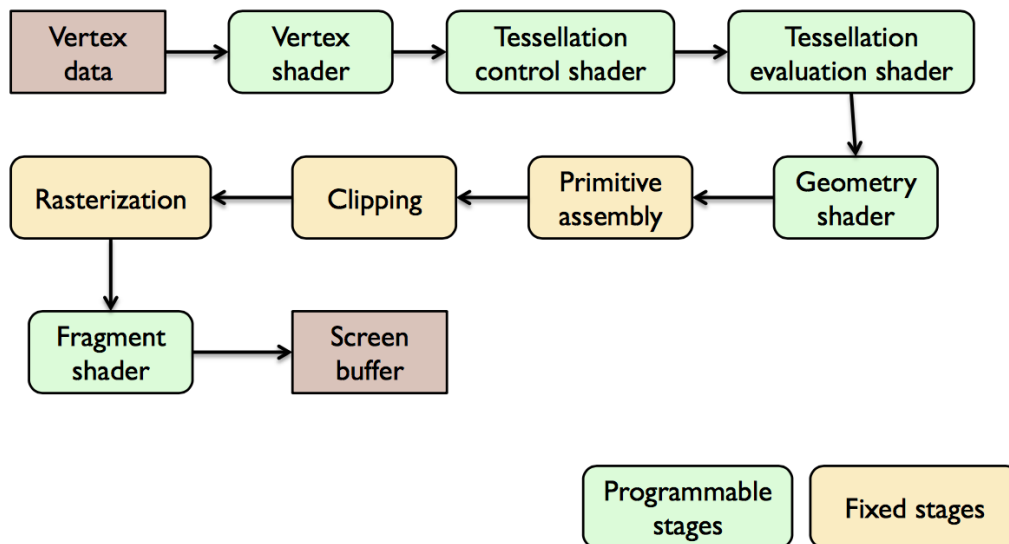 Vertex
data
Vertex
shader
Tessellation
control shader
Tessellation
evaluation shader
Geometry
shader
Primitive
assembly
Clipping
Rasterization
Fragment
shader
Screen
buffer
Programmable
stages
Fixed stages